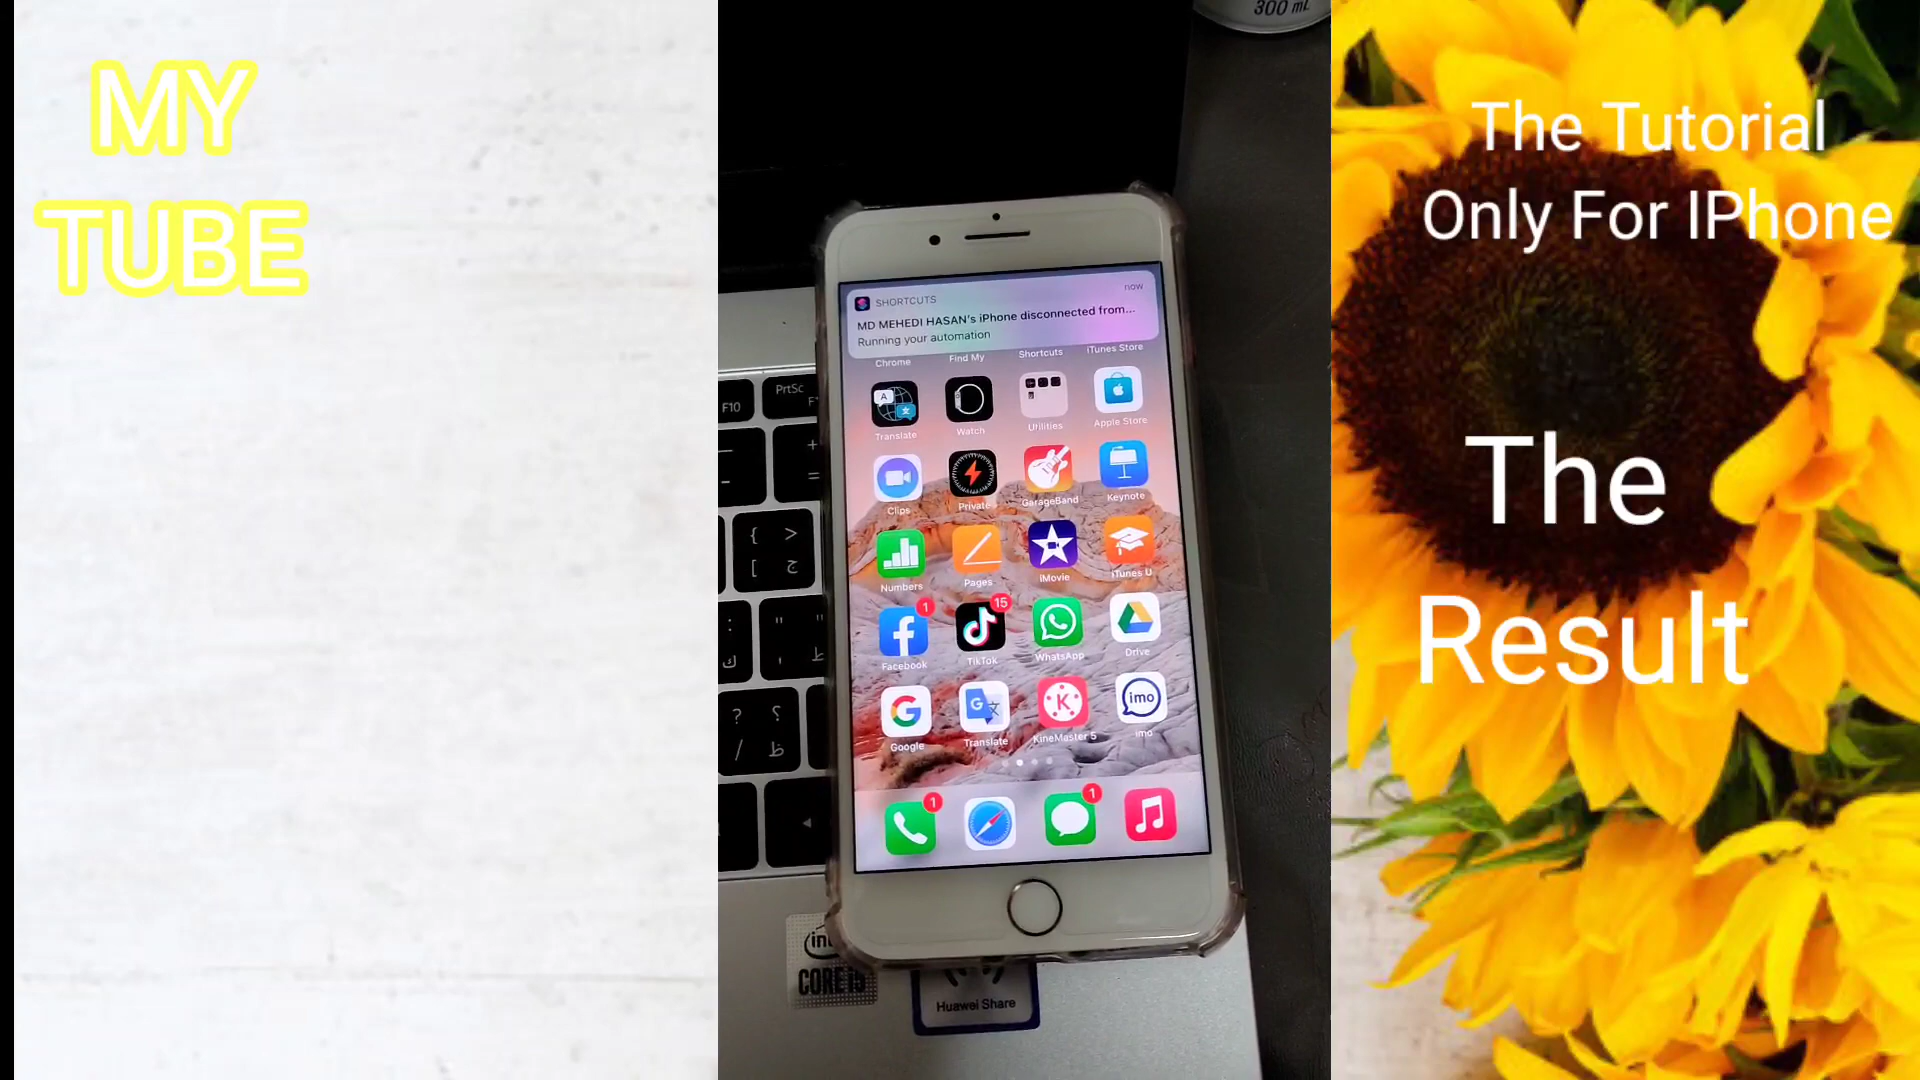 MY
TUBE
The Tutorial
Only For IPhone
The
Result
300 mL
SHORTCUTS
now
MD MEHEDI HASAN's iPhone disconnected from...
Running your automation
Chrome
Find My
Shortcuts
iTunes Store
Translate
Watch
Utilities
Apple Store
Clips
Private
GarageBand
Keynote
Numbers
Pages
iMovie
iTunes U
1
15
Facebook
TikTok
WhatsApp
Drive
imo
Google
Translate
KineMaster 5
imo
1
1
F10
PrtSc
{ >
[ ج
؟ ?
/ ظ
CORE i5
Huawei Share